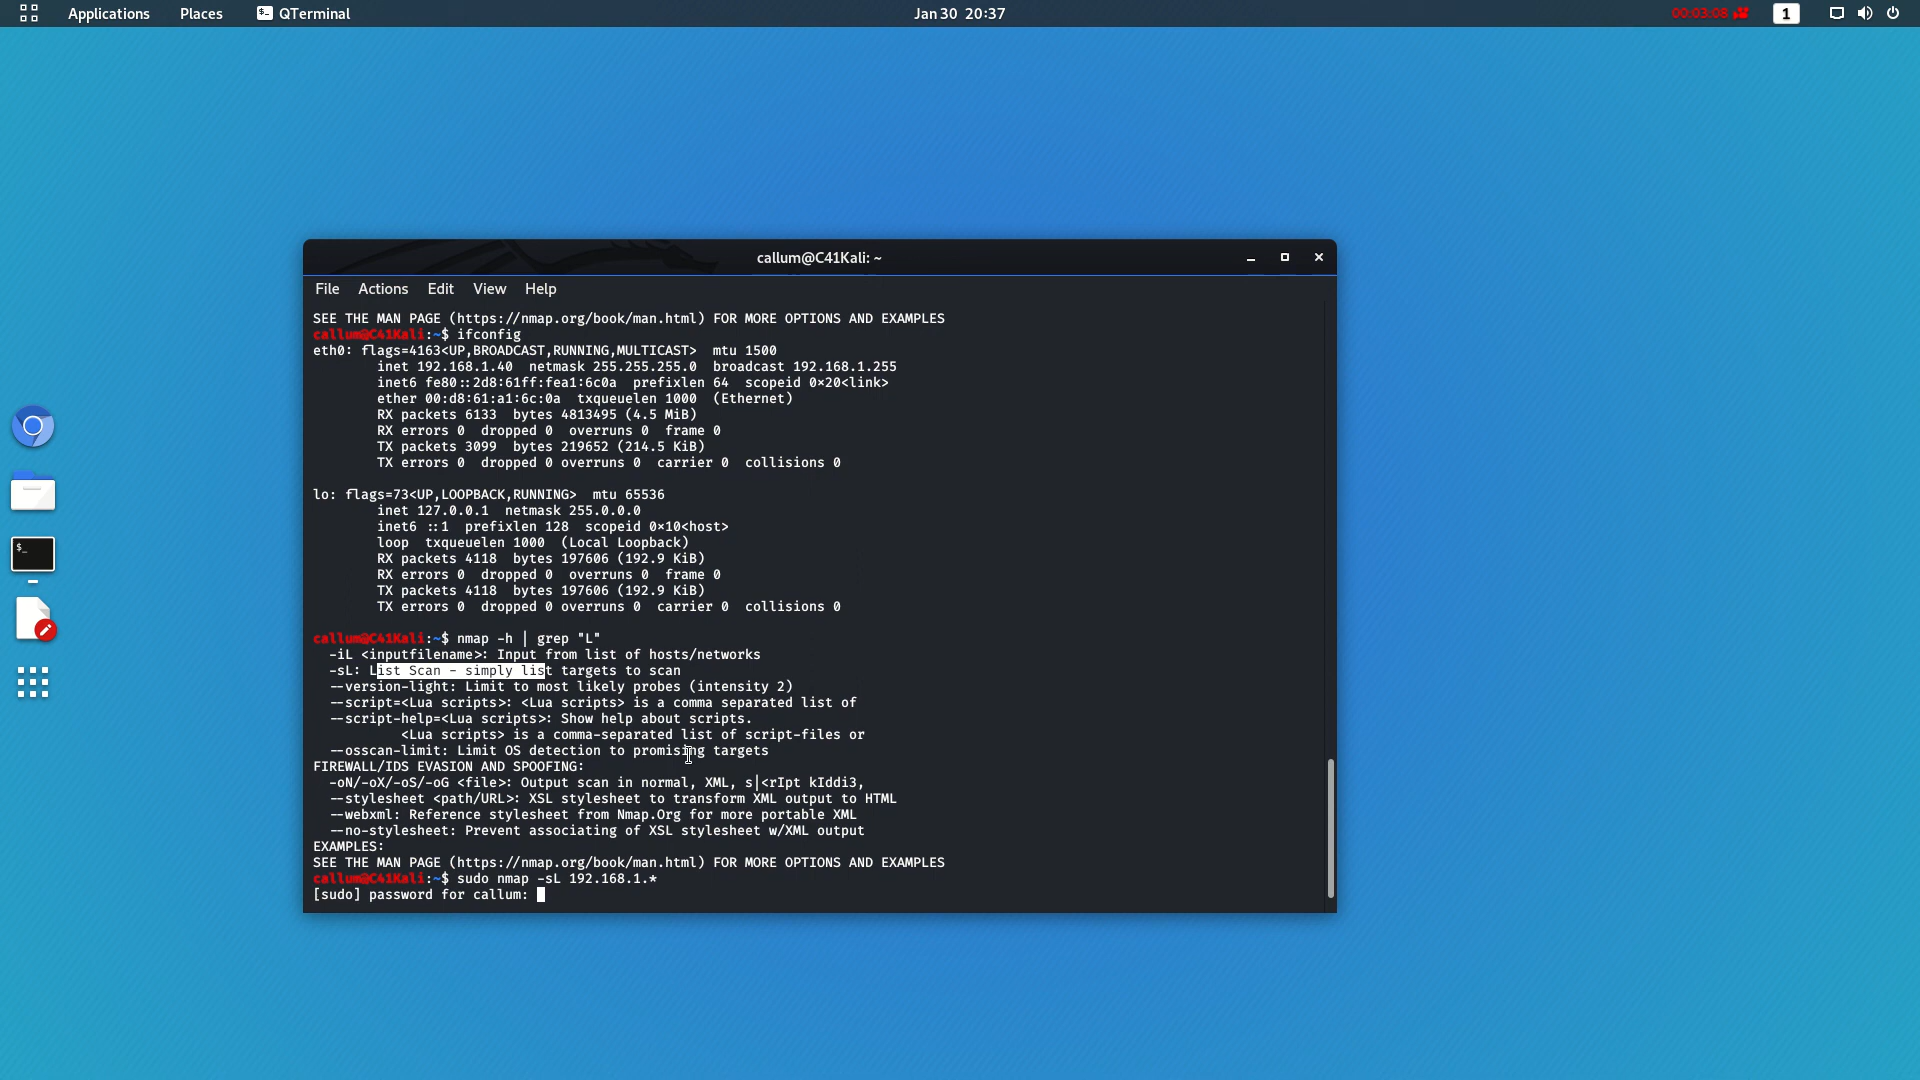 Applications Places $_ QTerminal Jan 30 20:37 00:03:08 1
callum@C41Kali: ~
File Actions Edit View Help
SEE THE MAN PAGE (https://nmap.org/book/man.html) FOR MORE OPTIONS AND EXAMPLES
callum@C41Kali:~$ ifconfig
eth0: flags=4163<UP,BROADCAST,RUNNING,MULTICAST>  mtu 1500
inet 192.168.1.40  netmask 255.255.255.0  broadcast 192.168.1.255
inet6 fe80::2d8:61ff:fea1:6c0a  prefixlen 64  scopeid 0x20<link>
ether 00:d8:61:a1:6c:0a  txqueuelen 1000  (Ethernet)
RX packets 6133  bytes 4813495 (4.5 MiB)
RX errors 0  dropped 0  overruns 0  frame 0
TX packets 3099  bytes 219652 (214.5 KiB)
TX errors 0  dropped 0 overruns 0  carrier 0  collisions 0
lo: flags=73<UP,LOOPBACK,RUNNING>  mtu 65536
inet 127.0.0.1  netmask 255.0.0.0
inet6 ::1  prefixlen 128  scopeid 0x10<host>
loop  txqueuelen 1000  (Local Loopback)
RX packets 4118  bytes 197606 (192.9 KiB)
RX errors 0  dropped 0  overruns 0  frame 0
TX packets 4118  bytes 197606 (192.9 KiB)
TX errors 0  dropped 0 overruns 0  carrier 0  collisions 0
callum@C41Kali:~$ nmap -h | grep "L"
-iL <inputfilename>: Input from list of hosts/networks
-sL: List Scan - simply list targets to scan
--version-light: Limit to most likely probes (intensity 2)
--script=<Lua scripts>: <Lua scripts> is a comma separated list of
--script-help=<Lua scripts>: Show help about scripts.
<Lua scripts> is a comma-separated list of script-files or
--osscan-limit: Limit OS detection to promising targets
FIREWALL/IDS EVASION AND SPOOFING:
-oN/-oX/-oS/-oG <file>: Output scan in normal, XML, s|<rIpt kIddi3,
--stylesheet <path/URL>: XSL stylesheet to transform XML output to HTML
--webxml: Reference stylesheet from Nmap.Org for more portable XML
--no-stylesheet: Prevent associating of XSL stylesheet w/XML output
EXAMPLES:
SEE THE MAN PAGE (https://nmap.org/book/man.html) FOR MORE OPTIONS AND EXAMPLES
callum@C41Kali:~$ sudo nmap -sL 192.168.1.*
[sudo] password for callum: